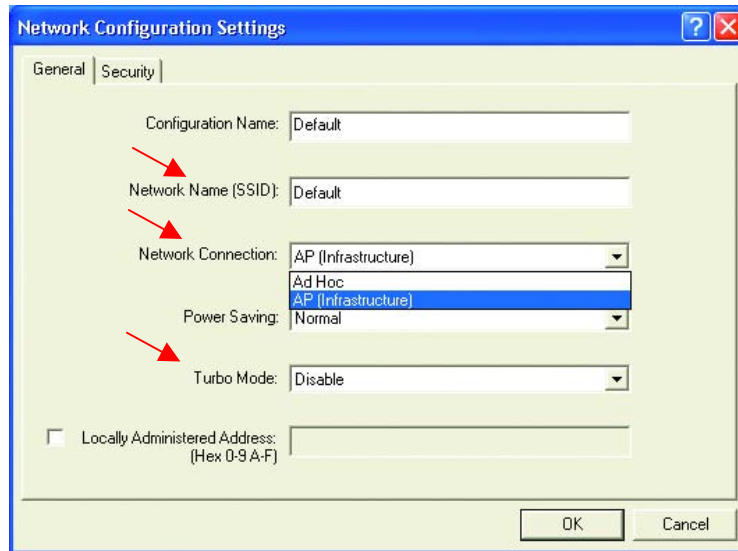 Network Configuration Settings
General
Security
Configuration Name: Default
Network Name (SSID): Default
Network Connection: AP (Infrastructure)
Ad Hoc
AP (Infrastructure)
Power Saving: Normal
Turbo Mode: Disable
Locally Administered Address:
(Hex 0-9 A-F)
OK
Cancel